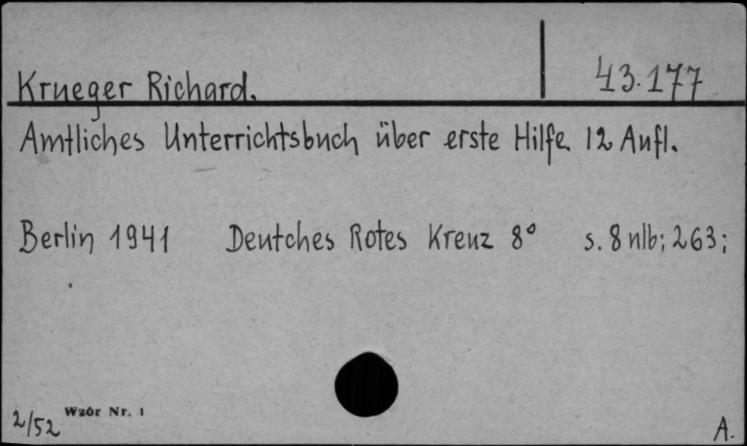 Krueger Richard. 43.177
Amtliches Unterrichtsbuch über erste Hilfe. 12 Aufl.
Berlin 1941 Deutches Rotes Kreuz 8° s. 8 nlb; 263;
Wzór Nr. 1
2/52
A.